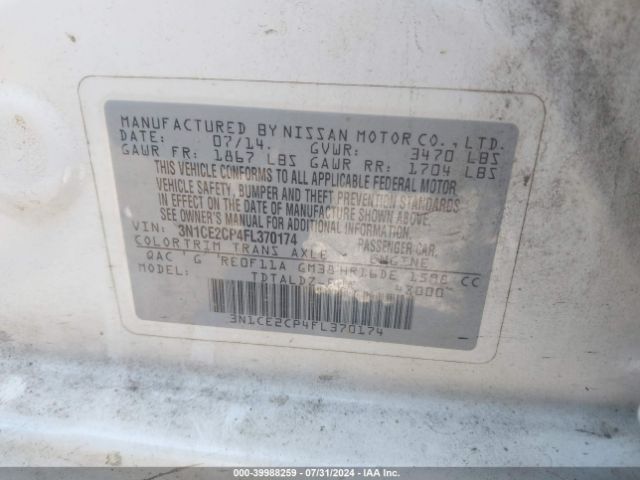 MANUFACTURED BY NISSAN MOTOR CO., LTD.
DATE: 07/14. GVWR: 3470 LBS
GAWR FR: 1867 LBS GAWR RR: 1704 LBS
THIS VEHICLE CONFORMS TO ALL APPLICABLE FEDERAL MOTOR
VEHICLE SAFETY, BUMPER AND THEFT PREVENTION STANDARDS
IN EFFECT ON THE DATE OF MANUFACTURE SHOWN ABOVE.
SEE OWNER'S MANUAL FOR ADDITIONAL INFORMATION.
VIN: 3N1CE2CP4FL370174 PASSENGER CAR.
COLOR TRIM TRANS AXLE ENGINE
QAC G RE0F11A GM38 HR16DE 1598 CC
MODEL:
3N1CE2CP4FL370174
000-39988259 - 07/31/2024 - IAA Inc.